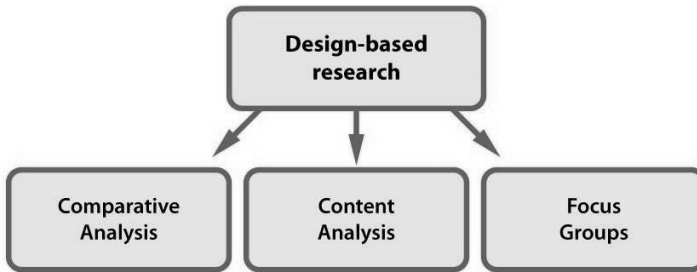 Design-based
research
Comparative
Analysis
Content
Analysis
Focus
Groups